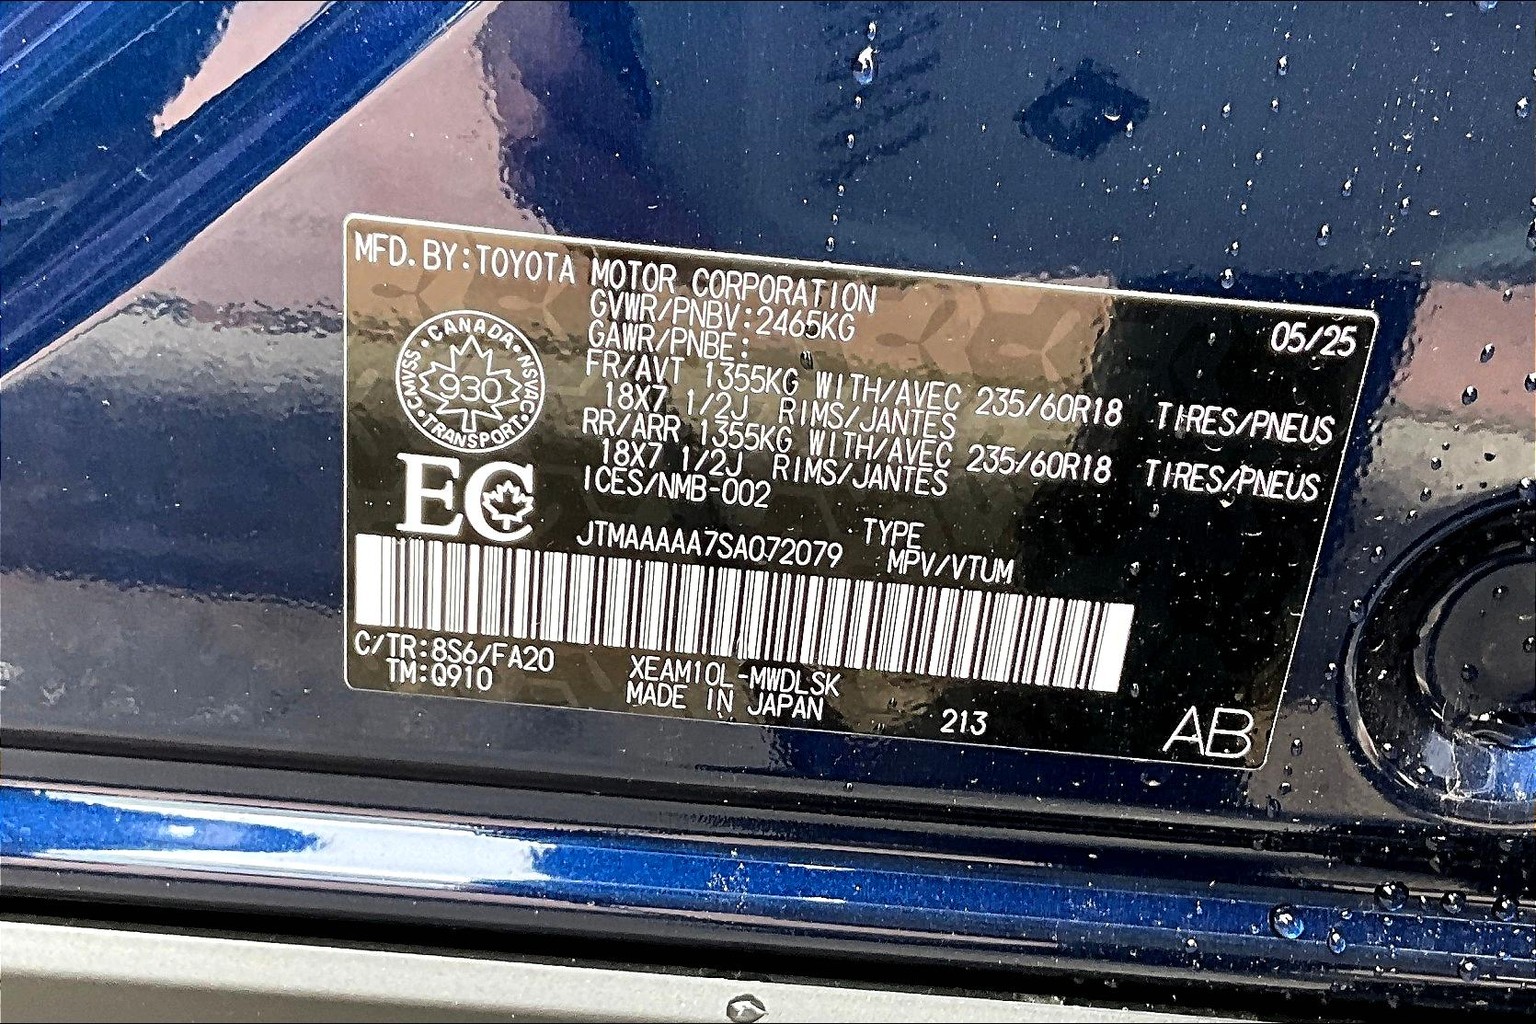 MFD. BY:TOYOTA MOTOR CORPORATION
GVWR/PNBV:2465KG
05/25
GAWR/PNBE:
FR/AVT 1355KG WITH/AVEC 235/60R18 TIRES/PNEUS
18X7 1/2J RIMS/JANTES
RR/ARR 1355KG WITH/AVEC 235/60R18 TIRES/PNEUS
18X7 1/2J RIMS/JANTES
ICES/NMB-002
CANADA · NSVAC · TRANSPORT · CMVSS ·
930
EC
JTMAAAAA7SA072079
TYPE
MPV/VTUM
C/TR:8S6/FA20
TM:Q910
XEAM10L-MWDLSK
MADE IN JAPAN
213
AB